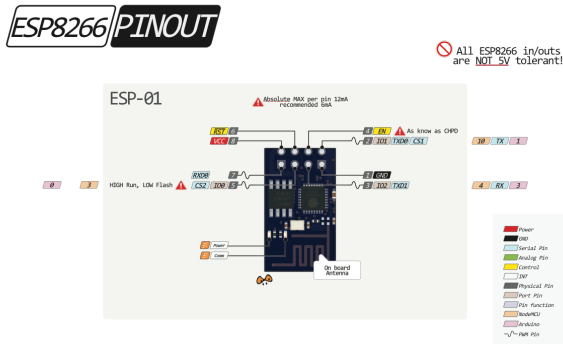 ESP8266 PINOUT
All ESP8266 in/outs
are NOT 5V tolerant!
ESP-01
Absolute MAX per pin 12mA
recommended 6mA
RST 6
VCC 8
4 EN As know as CHPD
2 IO1 TXD0 CS1
10 TX 1
RXD0 7
1 GND
0 3 HIGH Run, LOW Flash CS2 IO0 5
3 IO2 TXD1
4 RX 3
Power
Comm
On board
Antenna
Power
GND
Serial Pin
Analog Pin
Control
INT
Physical Pin
Port Pin
Pin function
NodeMCU
Arduino
PWM Pin